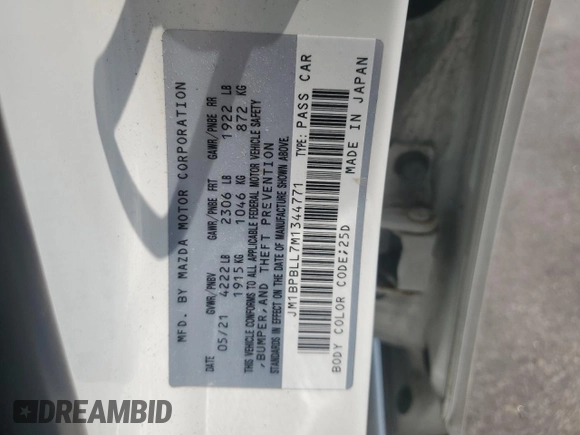 MFD. BY MAZDA MOTOR CORPORATION
DATE GVWR/PNBV GAWR/PNBE FRT GAWR/PNBE RR
05/21 4222 LB 2306 LB 1922 LB
1915 KG 1046 KG 872 KG
THIS VEHICLE CONFORMS TO ALL APPLICABLE FEDERAL MOTOR VEHICLE SAFETY
,BUMPER,AND THEFT PREVENTION
STANDARDS IN EFFECT ON THE DATE OF MANUFACTURE SHOWN ABOVE.
JM1BPBLL7M1344771 TYPE: PASS CAR
BODY COLOR CODE;25D MADE IN JAPAN
DREAMBID